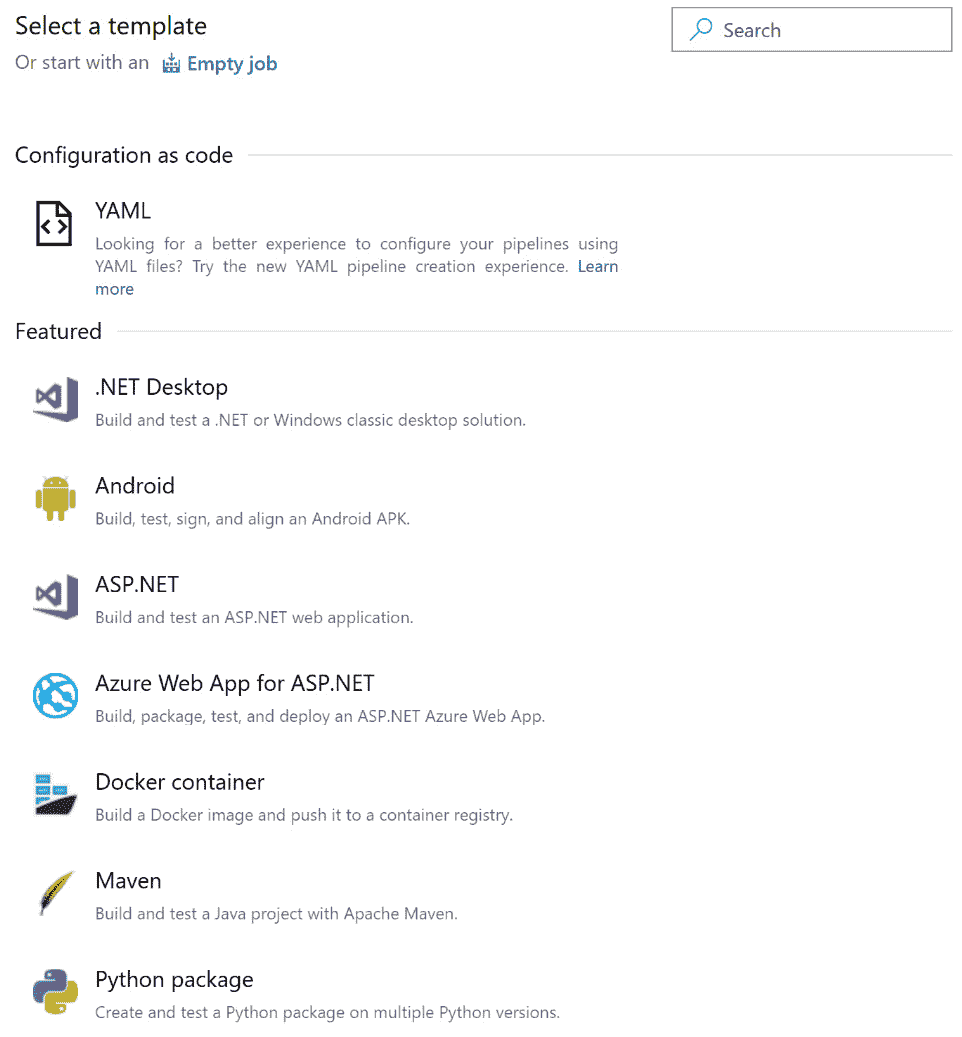 Select a template
Search
Or start with an Empty job
Configuration as code
YAML
Looking for a better experience to configure your pipelines using
YAML files? Try the new YAML pipeline creation experience. Learn
more
Featured
.NET Desktop
Build and test a .NET or Windows classic desktop solution.
Android
Build, test, sign, and align an Android APK.
ASP.NET
Build and test an ASP.NET web application.
Azure Web App for ASP.NET
Build, package, test, and deploy an ASP.NET Azure Web App.
Docker container
Build a Docker image and push it to a container registry.
Maven
Build and test a Java project with Apache Maven.
Python package
Create and test a Python package on multiple Python versions.